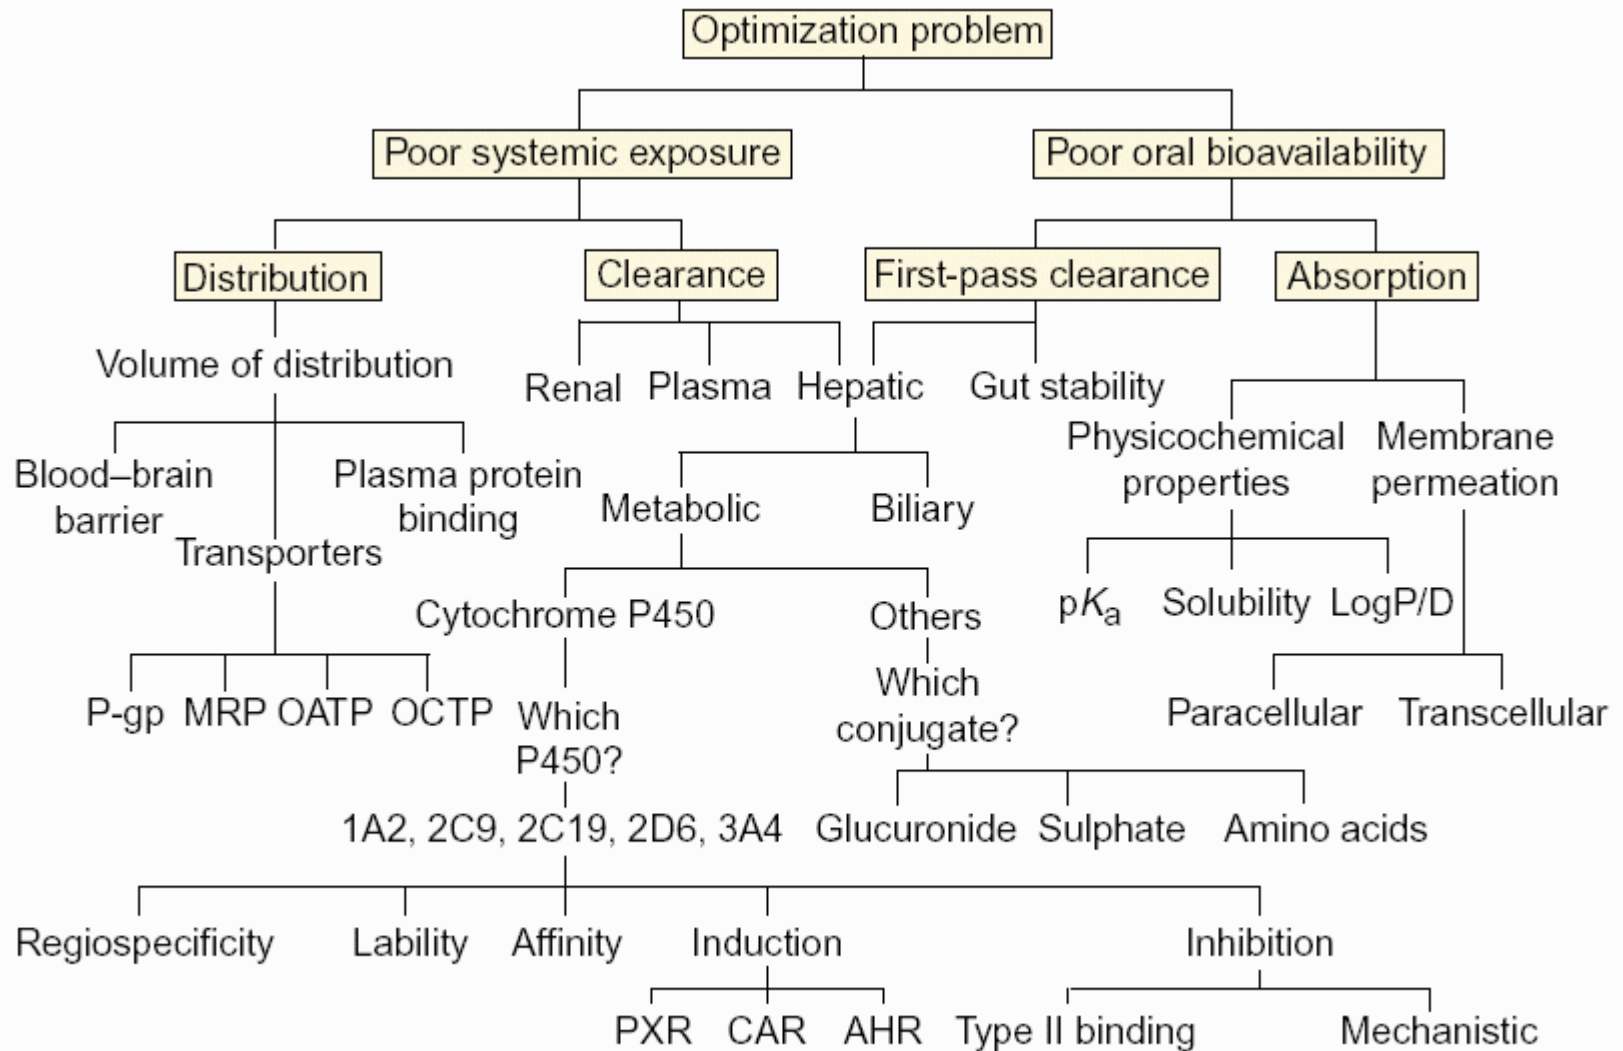 Optimization problem
Poor systemic exposure
Poor oral bioavailability
Distribution
Clearance
First-pass clearance
Absorption
Volume of distribution
Renal
Plasma
Hepatic
Gut stability
Physicochemical
properties
Membrane
permeation
Blood–brain
barrier
Plasma protein
binding
Transporters
Metabolic
Biliary
Cytochrome P450
Others
pKa
Solubility
LogP/D
P-gp
MRP
OATP
OCTP
Which
P450?
Which
conjugate?
Paracellular
Transcellular
1A2, 2C9, 2C19, 2D6, 3A4
Glucuronide
Sulphate
Amino acids
Regiospecificity
Lability
Affinity
Induction
Inhibition
PXR
CAR
AHR
Type II binding
Mechanistic